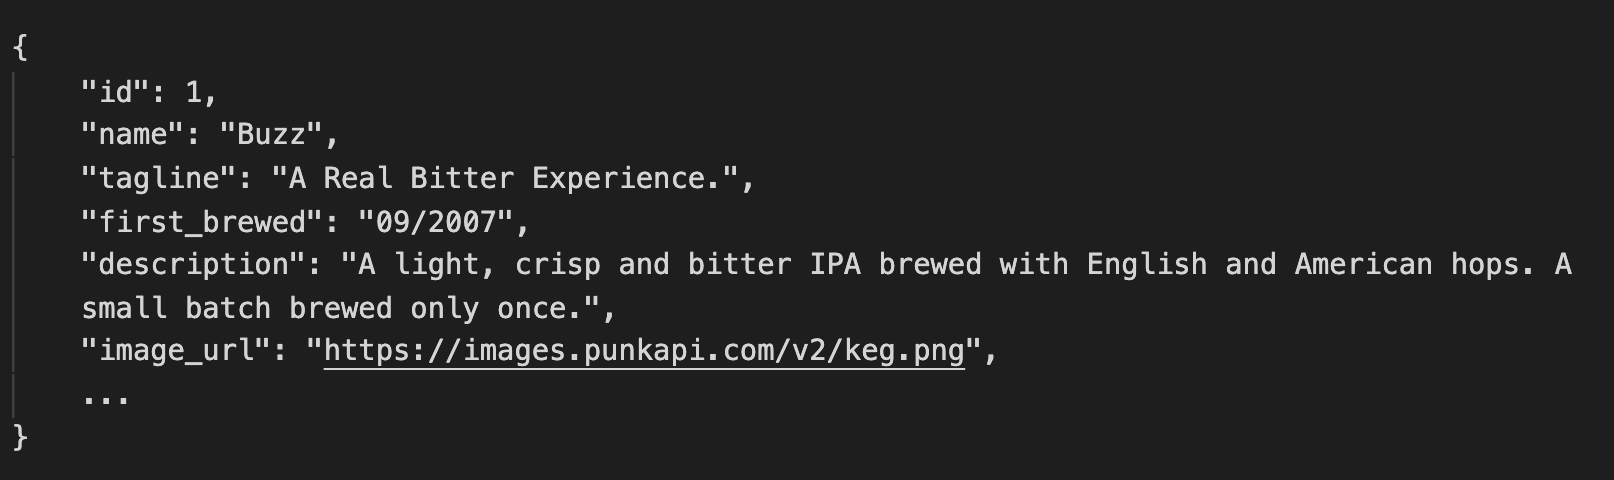 {
"id": 1,
"name": "Buzz",
"tagline": "A Real Bitter Experience.",
"first_brewed": "09/2007",
"description": "A light, crisp and bitter IPA brewed with English and American hops. A
small batch brewed only once.",
"image_url": "https://images.punkapi.com/v2/keg.png",
...
}